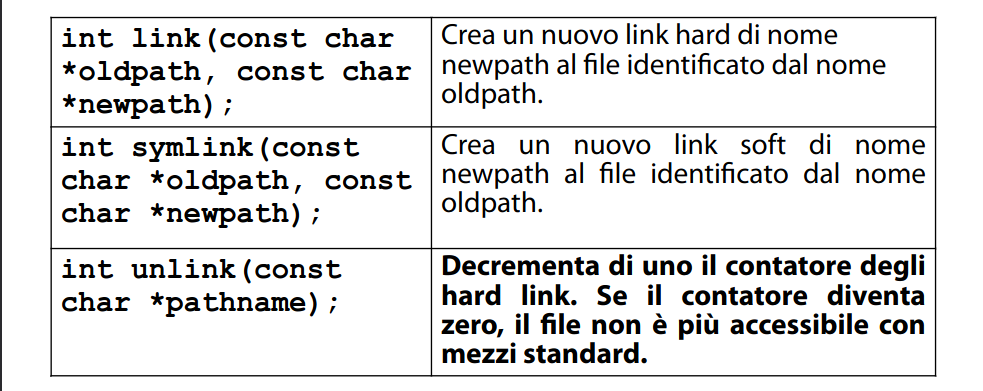 int link(const char
*oldpath, const char
*newpath);
Crea un nuovo link hard di nome
newpath al file identificato dal nome
oldpath.
int symlink(const
char *oldpath, const
char *newpath);
Crea un nuovo link soft di nome
newpath al file identificato dal nome
oldpath.
int unlink(const
char *pathname);
Decrementa di uno il contatore degli
hard link. Se il contatore diventa
zero, il file non è più accessibile con
mezzi standard.